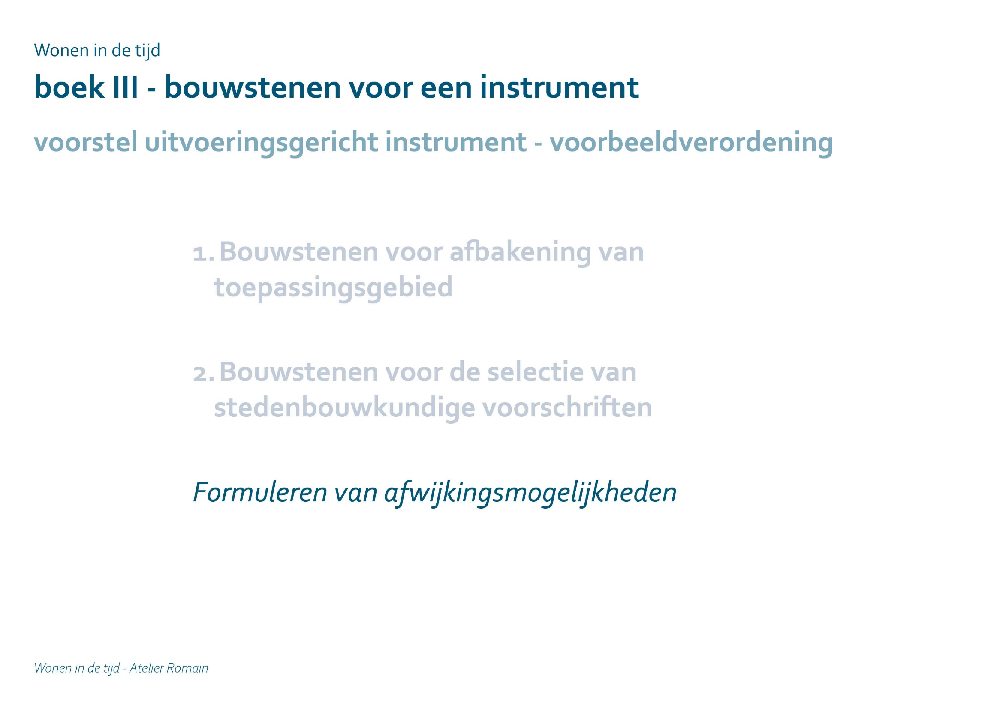 Wonen in de tijd
boek III - bouwstenen voor een instrument
voorstel uitvoeringsgericht instrument - voorbeeldverordening
1. Bouwstenen voor afbakening van
toepassingsgebied
2. Bouwstenen voor de selectie van
stedenbouwkundige voorschriften
Formuleren van afwijkingsmogelijkheden
Wonen in de tijd - Atelier Romain